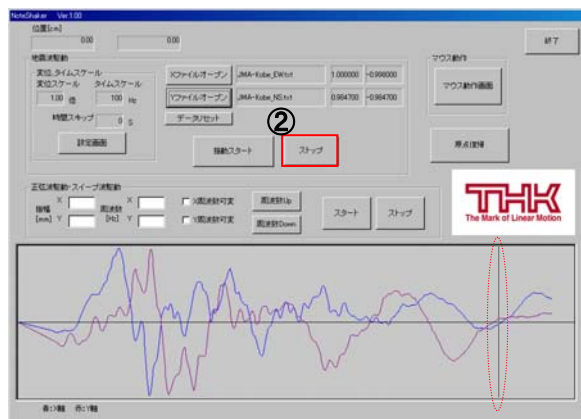 NoteShaker Ver.1.00
位置[cm]
0.00 0.00
終了
地震波駆動
変位、タイムスケール
変位スケール タイムスケール
1.00 倍 100 Hz
時間スキップ 0 S
設定画面
Xファイルオープン JMA-Kobe_EW.txt 1.000000 -0.998000
Yファイルオープン JMA-Kobe_NS.txt 0.984700 -0.984700
データリセット
②
振動スタート ストップ
マウス動作
マウス動作画面
原点復帰
正弦波駆動・スイープ波駆動
振幅 [mm] X Y
周波数 [Hz] X Y
X周波数可変
Y周波数可変
周波数Up
周波数Down
スタート ストップ
THK
The Mark of Linear Motion
青:X軸 赤:Y軸